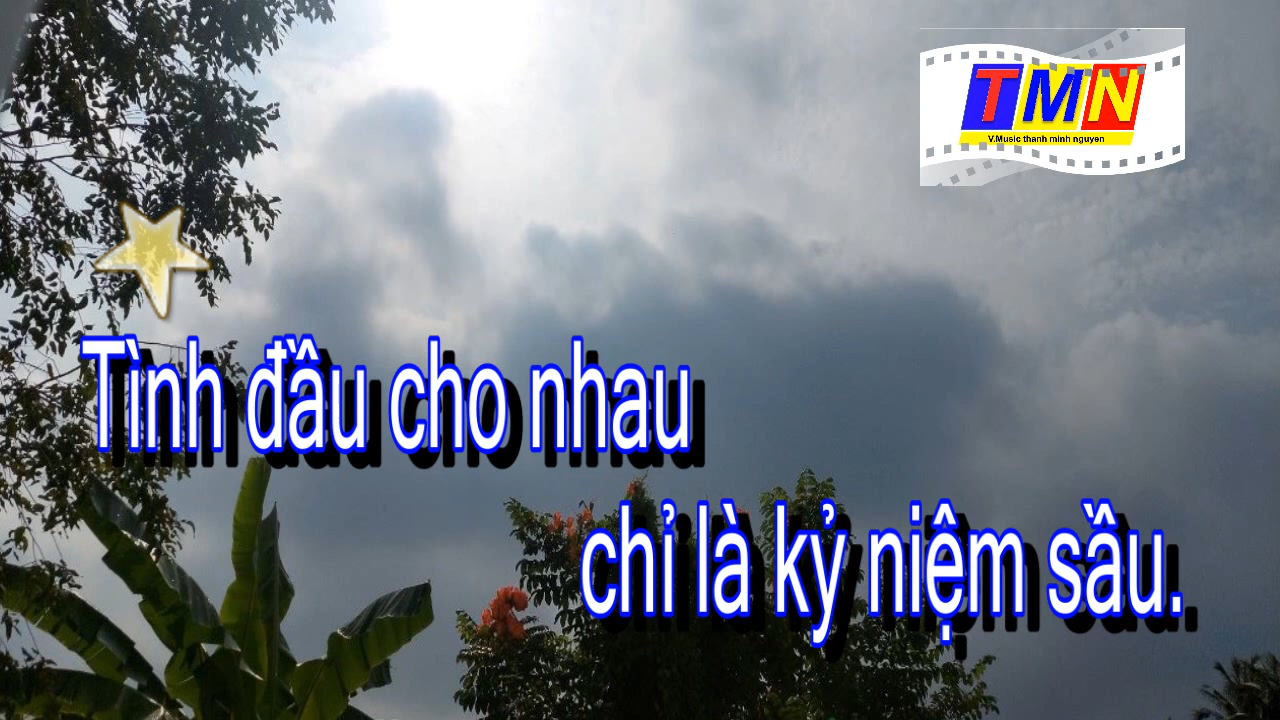 TMN
V.Music thanh minh nguyen
Tình đầu cho nhau
chỉ là kỷ niệm sầu.